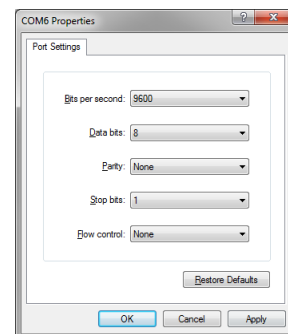 COM6 Properties
Port Settings
Bits per second: 9600
Data bits: 8
Parity: None
Stop bits: 1
Flow control: None
Restore Defaults
OK Cancel Apply